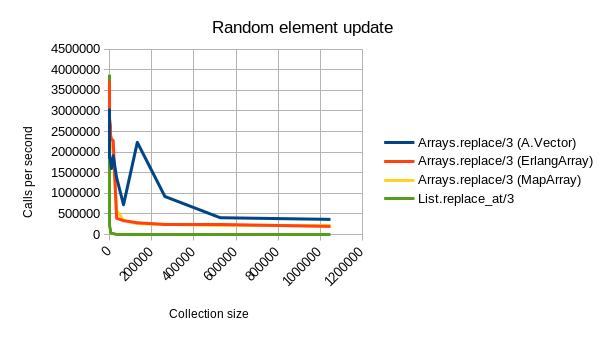 Random element update
Calls per second
4500000
4000000
3500000
3000000
2500000
2000000
1500000
1000000
500000
0
0
200000
400000
600000
800000
1000000
1200000
Collection size
Arrays.replace/3 (A.Vector)
Arrays.replace/3 (ErlangArray)
Arrays.replace/3 (MapArray)
List.replace_at/3